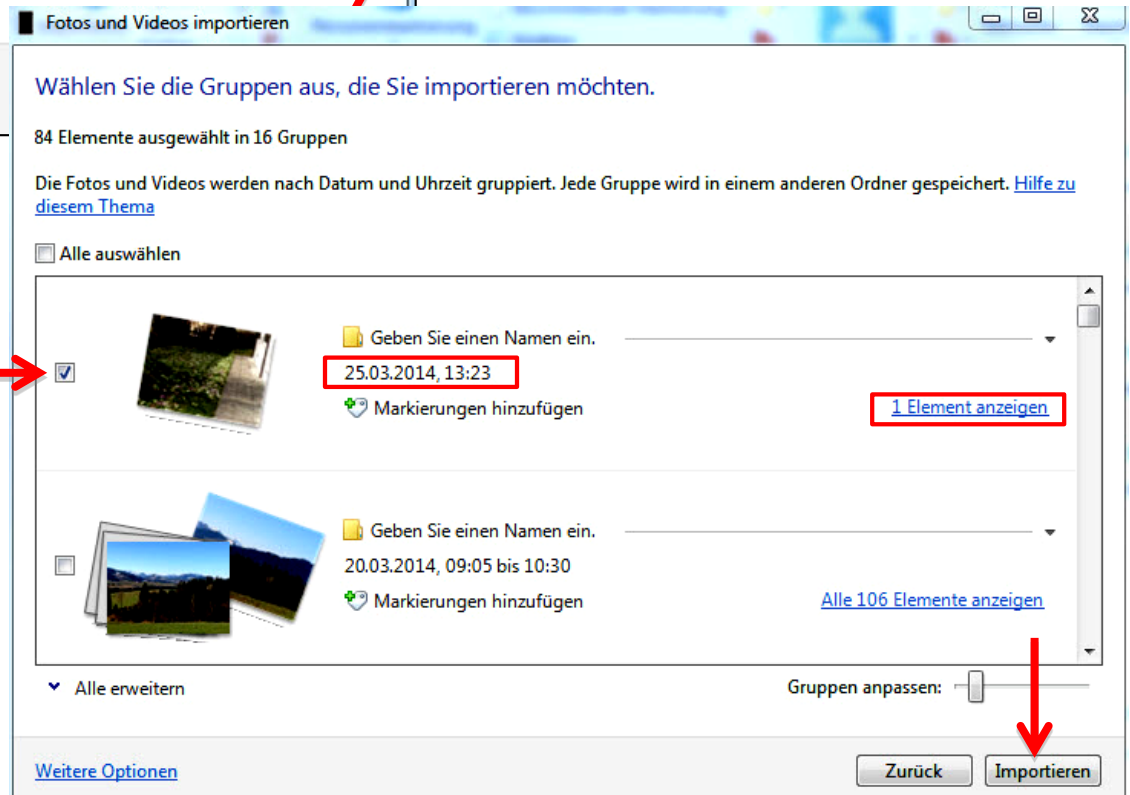 Fotos und Videos importieren
Wählen Sie die Gruppen aus, die Sie importieren möchten.
84 Elemente ausgewählt in 16 Gruppen
Die Fotos und Videos werden nach Datum und Uhrzeit gruppiert. Jede Gruppe wird in einem anderen Ordner gespeichert. Hilfe zu
diesem Thema
Alle auswählen
Geben Sie einen Namen ein.
25.03.2014, 13:23
Markierungen hinzufügen 1 Element anzeigen
Geben Sie einen Namen ein.
20.03.2014, 09:05 bis 10:30
Markierungen hinzufügen Alle 106 Elemente anzeigen
Alle erweitern Gruppen anpassen:
Weitere Optionen Zurück Importieren